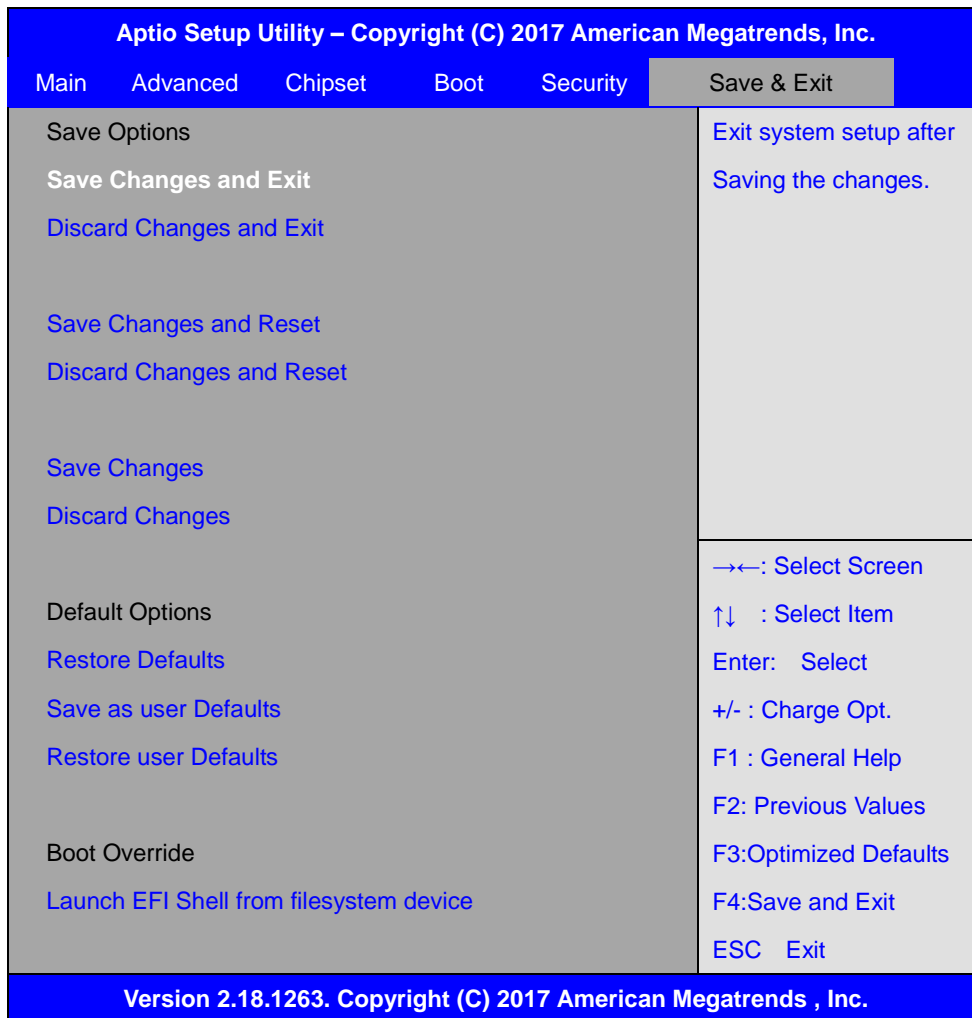 Aptio Setup Utility – Copyright (C) 2017 American Megatrends, Inc.
Main Advanced Chipset Boot Security Save & Exit
Save Options
Save Changes and Exit
Discard Changes and Exit
Save Changes and Reset
Discard Changes and Reset
Save Changes
Discard Changes
Default Options
Restore Defaults
Save as user Defaults
Restore user Defaults
Boot Override
Launch EFI Shell from filesystem device
Exit system setup after
Saving the changes.
→←: Select Screen
↑↓ : Select Item
Enter: Select
+/- : Charge Opt.
F1 : General Help
F2: Previous Values
F3:Optimized Defaults
F4:Save and Exit
ESC Exit
Version 2.18.1263. Copyright (C) 2017 American Megatrends , Inc.